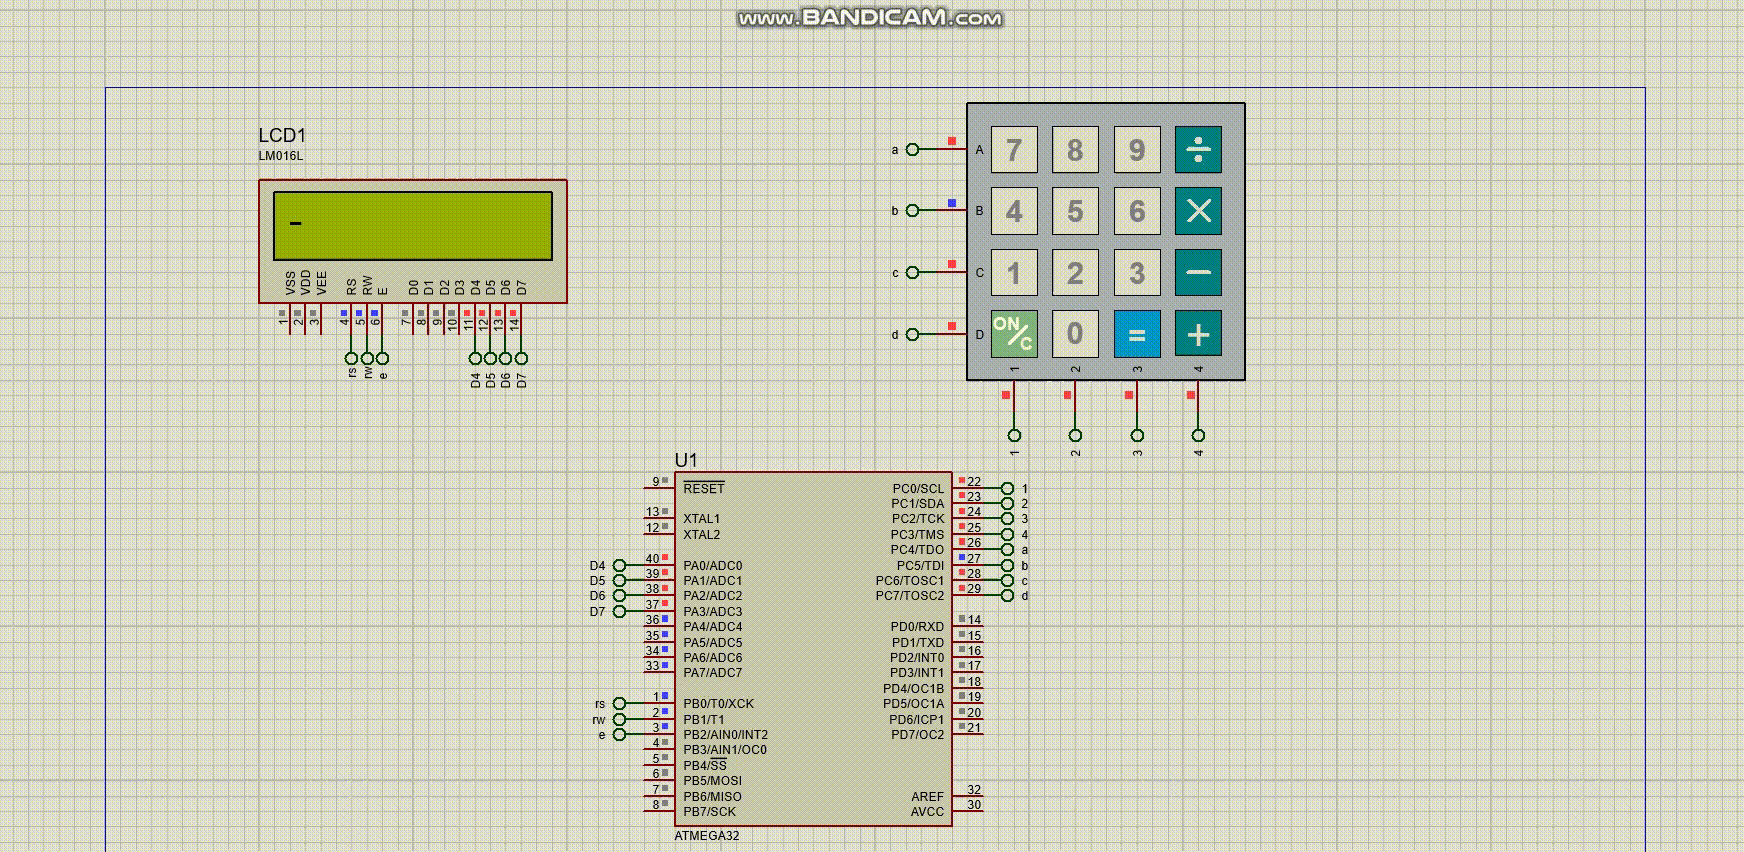 www.BANDICAM.com
LCD1
LM016L
VSS
VDD
VEE
RS
RW
E
D0
D1
D2
D3
D4
D5
D6
D7
1
2
3
4
5
6
7
8
9
10
11
12
13
14
rs
rw
e
D4
D5
D6
D7
a
A
7
8
9
÷
b
B
4
5
6
×
c
C
1
2
3
−
d
D
ON/C
0
=
+
1
2
3
4
1
2
3
4
U1
9
RESET
13
XTAL1
12
XTAL2
D4
40
PA0/ADC0
D5
39
PA1/ADC1
D6
38
PA2/ADC2
D7
37
PA3/ADC3
36
PA4/ADC4
35
PA5/ADC5
34
PA6/ADC6
33
PA7/ADC7
rs
1
PB0/T0/XCK
rw
2
PB1/T1
e
3
PB2/AIN0/INT2
4
PB3/AIN1/OC0
5
PB4/SS
6
PB5/MOSI
7
PB6/MISO
8
PB7/SCK
PC0/SCL
22
1
PC1/SDA
23
2
PC2/TCK
24
3
PC3/TMS
25
4
PC4/TDO
26
a
PC5/TDI
27
b
PC6/TOSC1
28
c
PC7/TOSC2
29
d
PD0/RXD
14
PD1/TXD
15
PD2/INT0
16
PD3/INT1
17
PD4/OC1B
18
PD5/OC1A
19
PD6/ICP1
20
PD7/OC2
21
AREF
32
AVCC
30
ATMEGA32